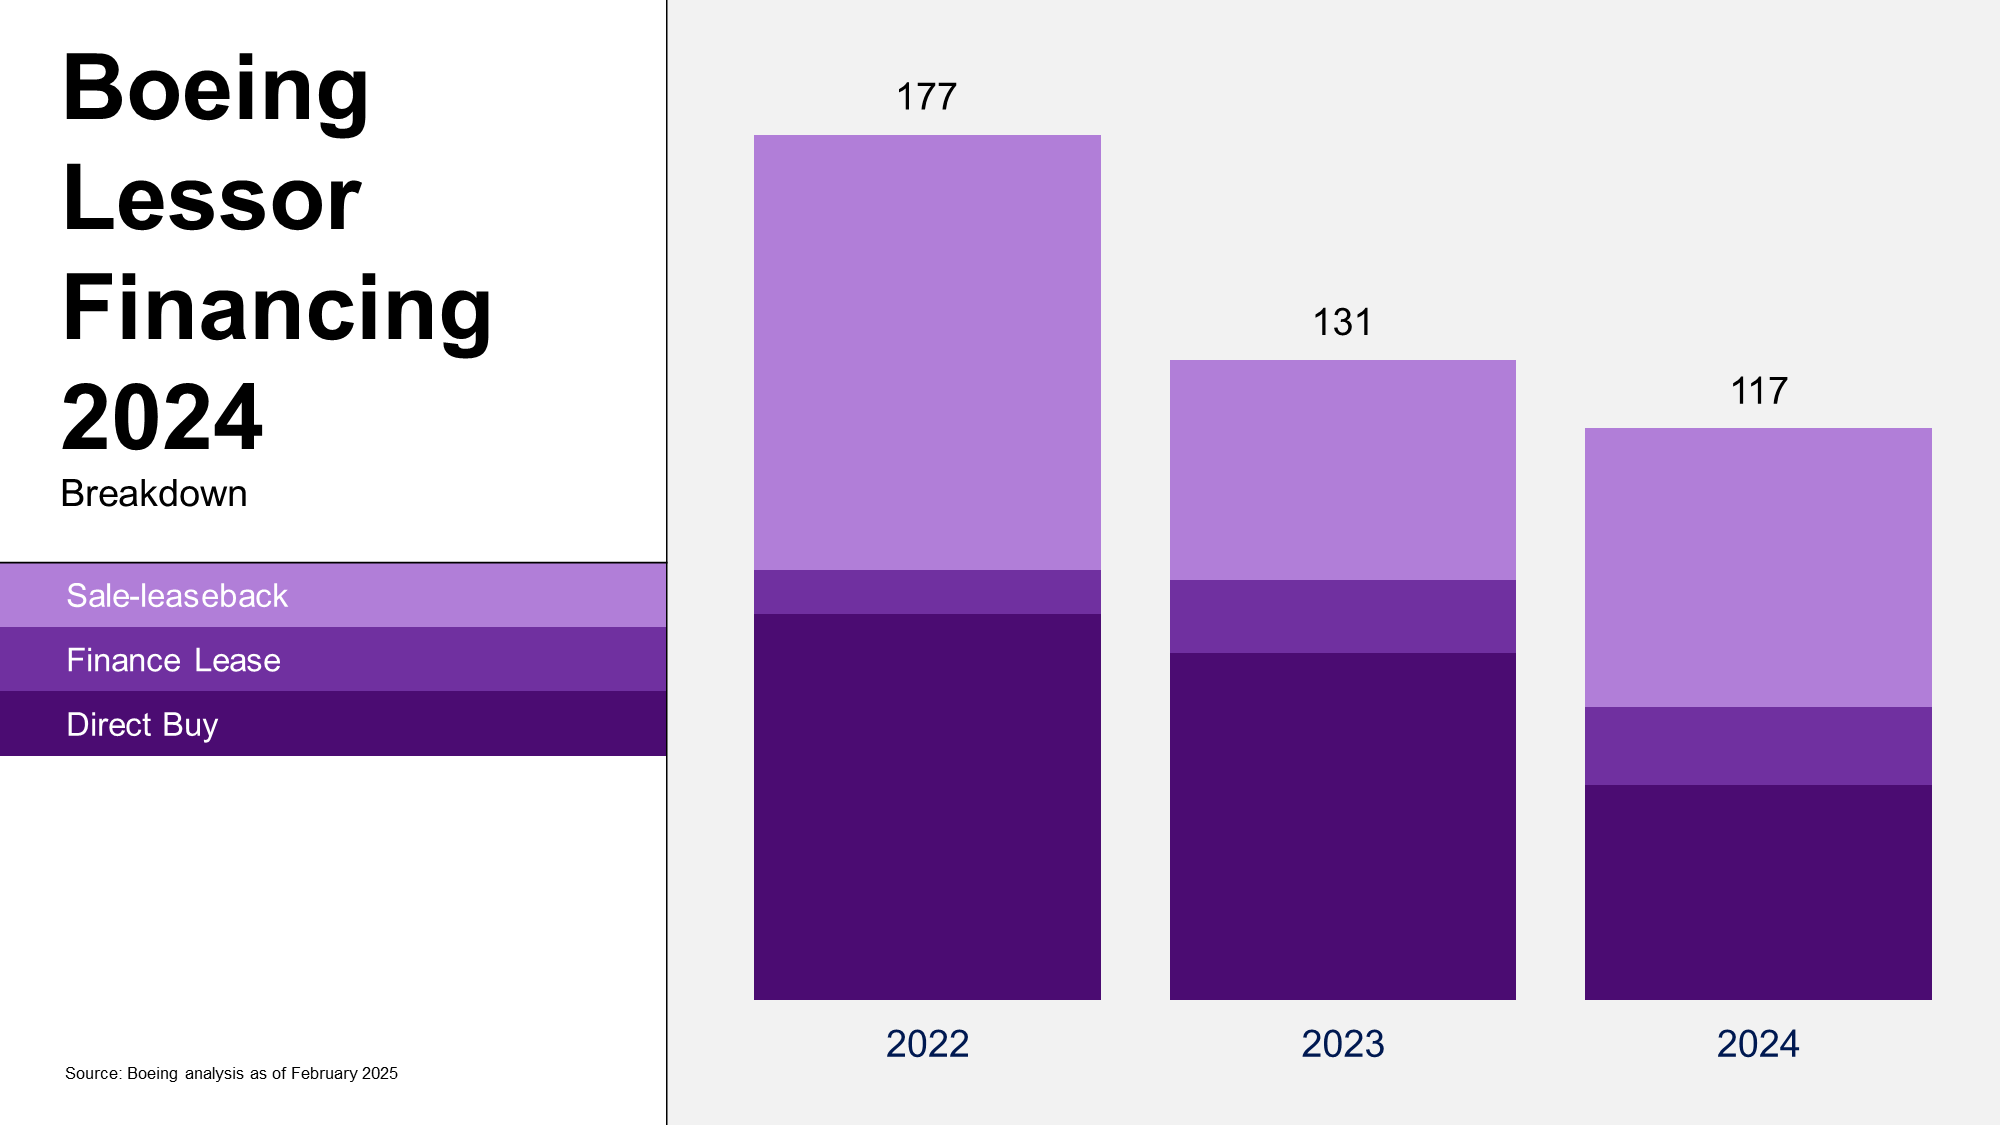 Boeing
Lessor
Financing
2024
Breakdown
Sale-leaseback
Finance Lease
Direct Buy
Source: Boeing analysis as of February 2025
177
131
117
2022
2023
2024